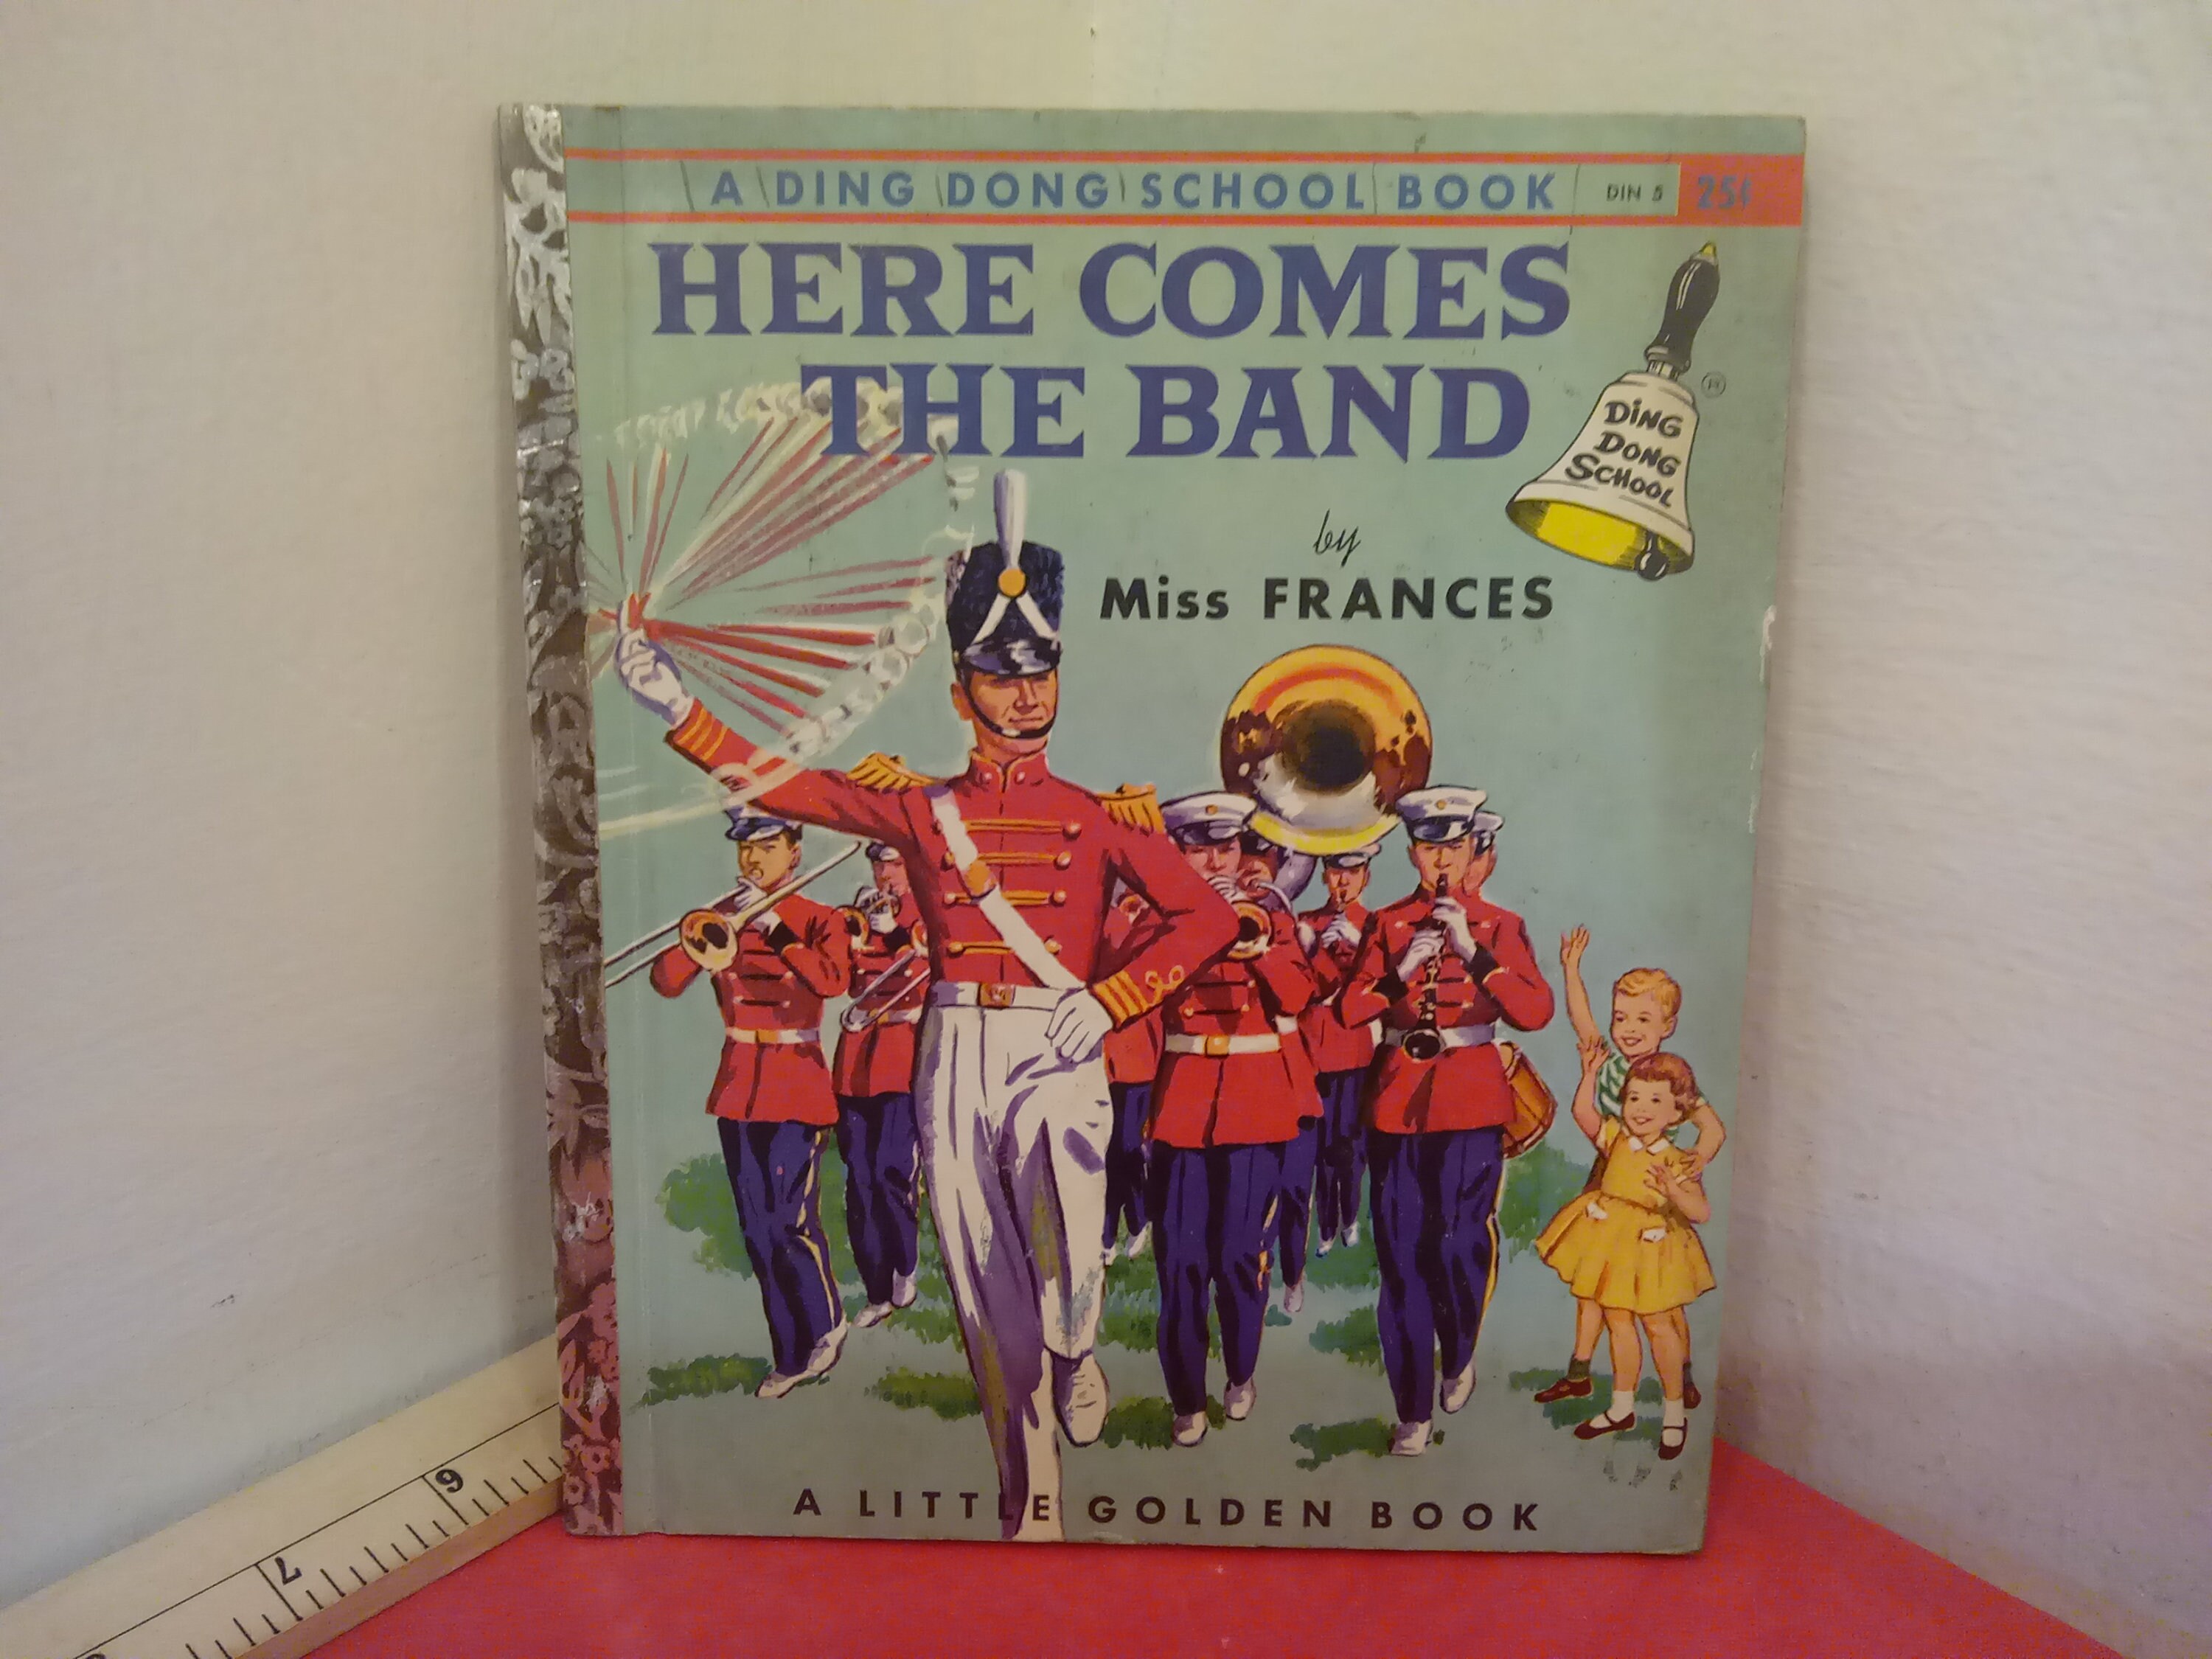 A DING DONG SCHOOL BOOK DIN 5 25¢
HERE COMES
THE BAND
DING
DONG
SCHOOL
®
by
Miss FRANCES
A LITTLE GOLDEN BOOK
6
7